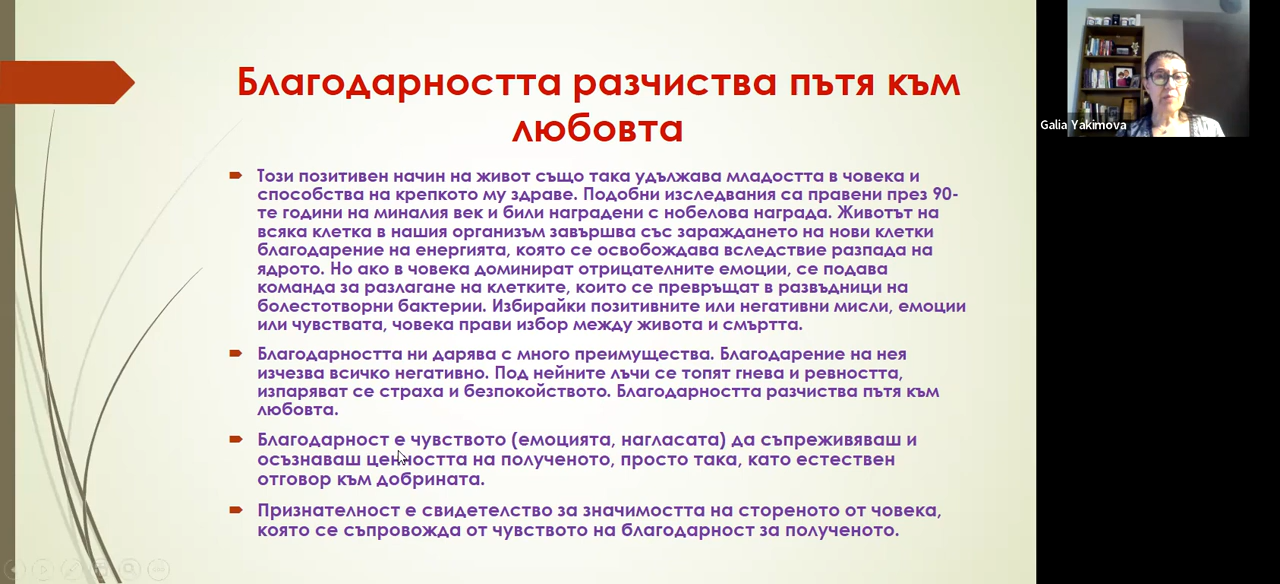 Благодарността разчиства пътя към
любовта
Galia Yakimova
Този позитивен начин на живот също така удължава младостта в човека и
способства на крепкото му здраве. Подобни изследвания са правени през 90-
те години на миналия век и били наградени с нобелова награда. Животът на
всяка клетка в нашия организъм завършва със зараждането на нови клетки
благодарение на енергията, която се освобождава вследствие разпада на
ядрото. Но ако в човека доминират отрицателните емоции, се подава
команда за разлагане на клетките, които се превръщат в развъдници на
болестотворни бактерии. Избирайки позитивните или негативни мисли, емоции
или чувствата, човека прави избор между живота и смъртта.
Благодарността ни дарява с много преимущества. Благодарение на нея
изчезва всичко негативно. Под нейните лъчи се топят гнева и ревността,
изпаряват се страха и безпокойството. Благодарността разчиства пътя към
любовта.
Благодарност е чувството (емоцията, нагласата) да съпреживяваш и
осъзнаваш ценността на полученото, просто така, като естествен
отговор към добрината.
Признателност е свидетелство за значимостта на стореното от човека,
която се съпровожда от чувството на благодарност за полученото.